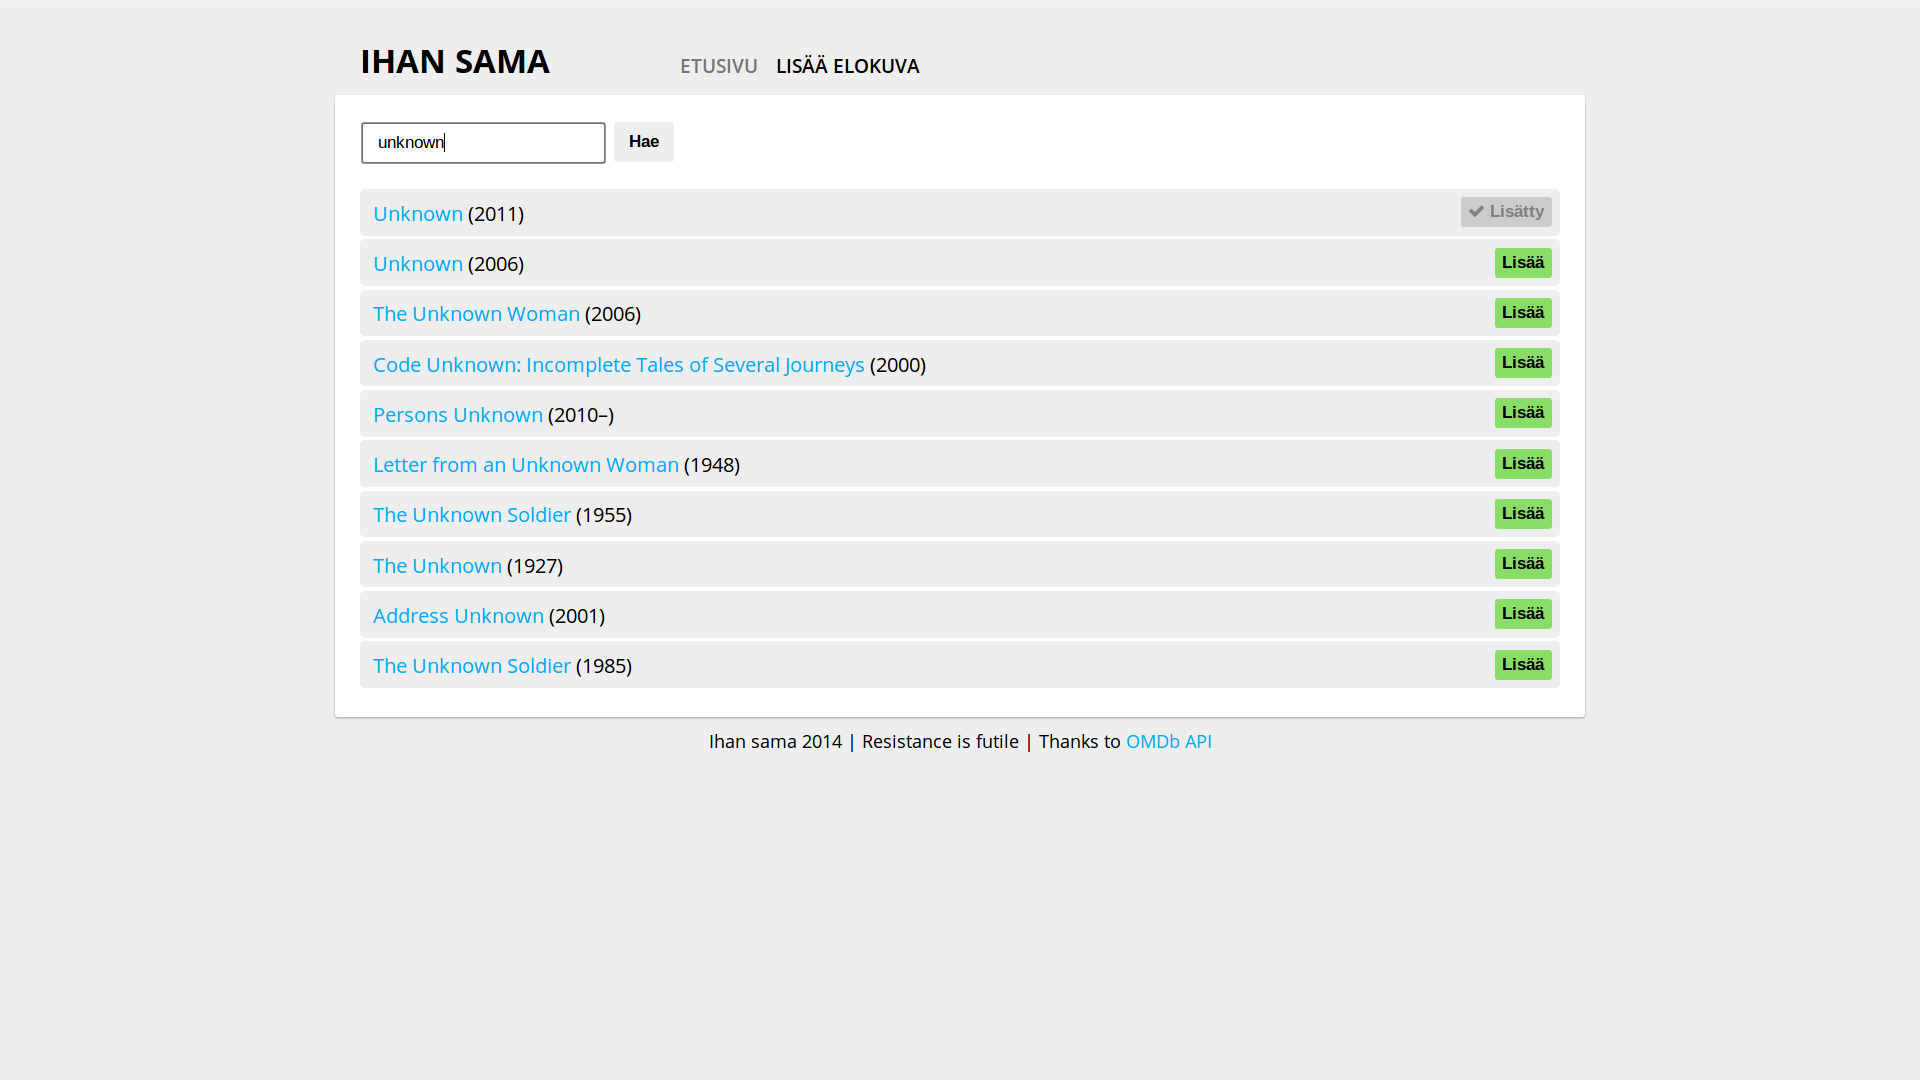 IHAN SAMA ETUSIVU LISÄÄ ELOKUVA
unknown Hae
Unknown (2011) Lisätty
Unknown (2006) Lisää
The Unknown Woman (2006) Lisää
Code Unknown: Incomplete Tales of Several Journeys (2000) Lisää
Persons Unknown (2010–) Lisää
Letter from an Unknown Woman (1948) Lisää
The Unknown Soldier (1955) Lisää
The Unknown (1927) Lisää
Address Unknown (2001) Lisää
The Unknown Soldier (1985) Lisää
Ihan sama 2014 | Resistance is futile | Thanks to OMDb API